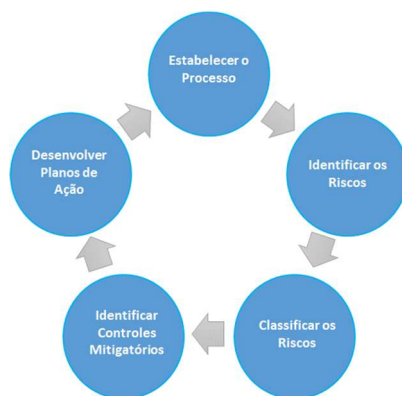 Estabelecer o
Processo
Identificar os
Riscos
Classificar os
Riscos
Identificar
Controles
Mitigatórios
Desenvolver
Planos de
Ação